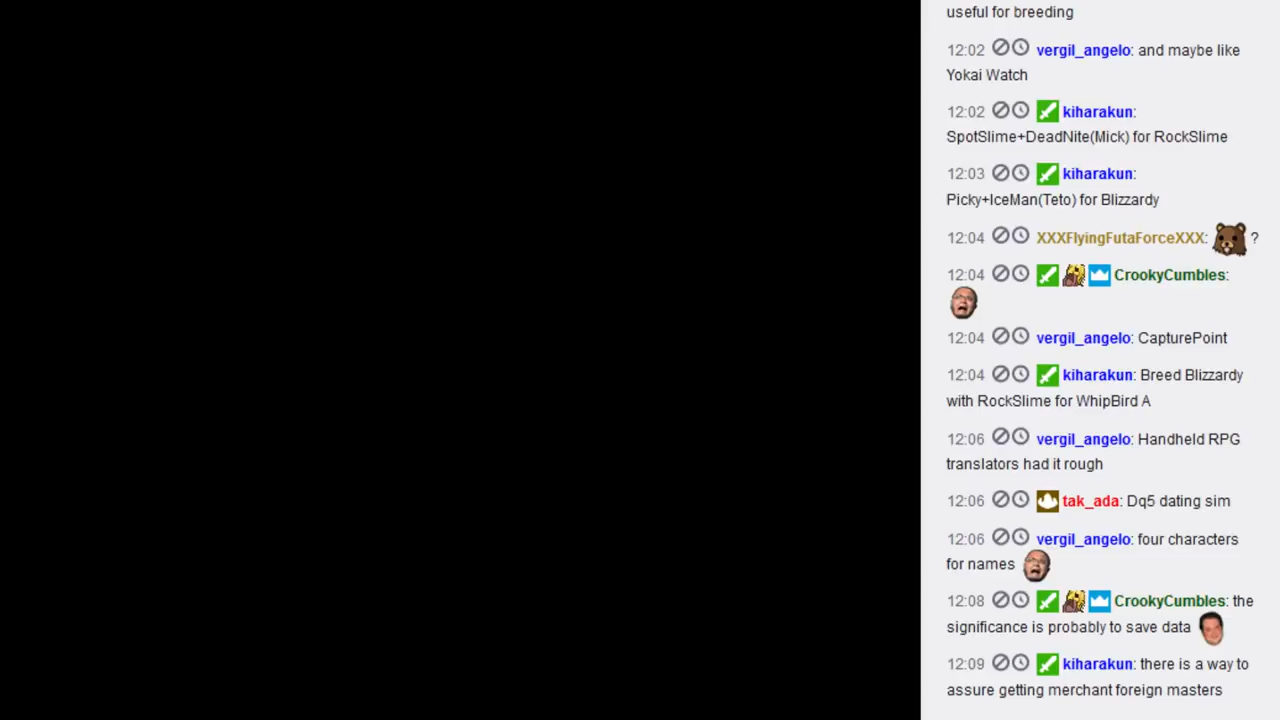 useful for breeding
12:02 vergil_angelo: and maybe like
Yokai Watch
12:02 kiharakun:
SpotSlime+DeadNite(Mick) for RockSlime
12:03 kiharakun:
Picky+IceMan(Teto) for Blizzardy
12:04 XXXFlyingFutaForceXXX: ?
12:04 CrookyCumbles:
12:04 vergil_angelo: CapturePoint
12:04 kiharakun: Breed Blizzardy
with RockSlime for WhipBird A
12:06 vergil_angelo: Handheld RPG
translators had it rough
12:06 tak_ada: Dq5 dating sim
12:06 vergil_angelo: four characters
for names
12:08 CrookyCumbles: the
significance is probably to save data
12:09 kiharakun: there is a way to
assure getting merchant foreign masters